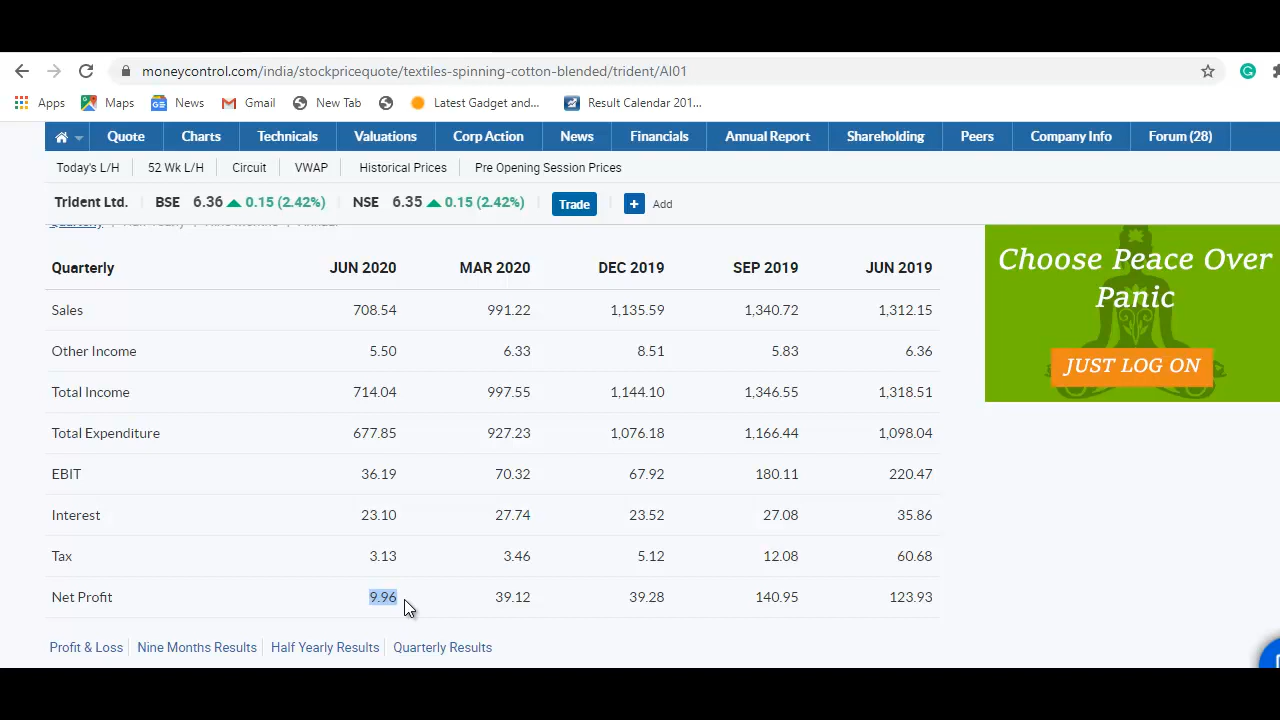 moneycontrol.com/india/stockpricequote/textiles-spinning-cotton-blended/trident/AI01
Apps Maps News Gmail New Tab Latest Gadget and... Result Calendar 201...
Quote Charts Technicals Valuations Corp Action News Financials Annual Report Shareholding Peers Company Info Forum (28)
Today's L/H 52 Wk L/H Circuit VWAP Historical Prices Pre Opening Session Prices
Trident Ltd. BSE 6.36 0.15 (2.42%) NSE 6.35 0.15 (2.42%) Trade + Add
Quarterly JUN 2020 MAR 2020 DEC 2019 SEP 2019 JUN 2019
Sales 708.54 991.22 1,135.59 1,340.72 1,312.15
Other Income 5.50 6.33 8.51 5.83 6.36
Total Income 714.04 997.55 1,144.10 1,346.55 1,318.51
Total Expenditure 677.85 927.23 1,076.18 1,166.44 1,098.04
EBIT 36.19 70.32 67.92 180.11 220.47
Interest 23.10 27.74 23.52 27.08 35.86
Tax 3.13 3.46 5.12 12.08 60.68
Net Profit 9.96 39.12 39.28 140.95 123.93
Profit & Loss Nine Months Results Half Yearly Results Quarterly Results
Choose Peace Over
Panic
JUST LOG ON